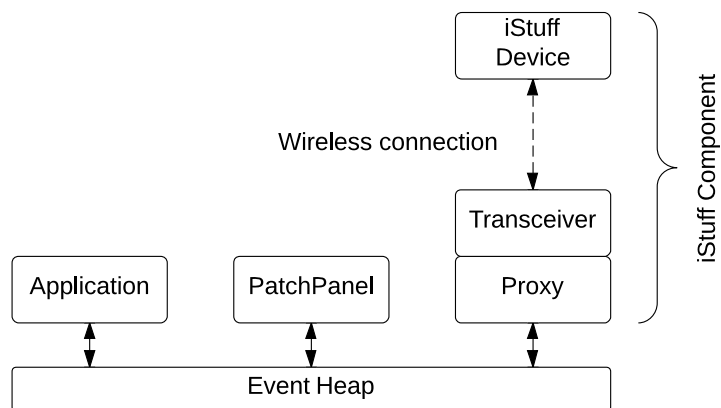 iStuff
Device
Wireless connection
iStuff Component
Transceiver
Application
PatchPanel
Proxy
Event Heap